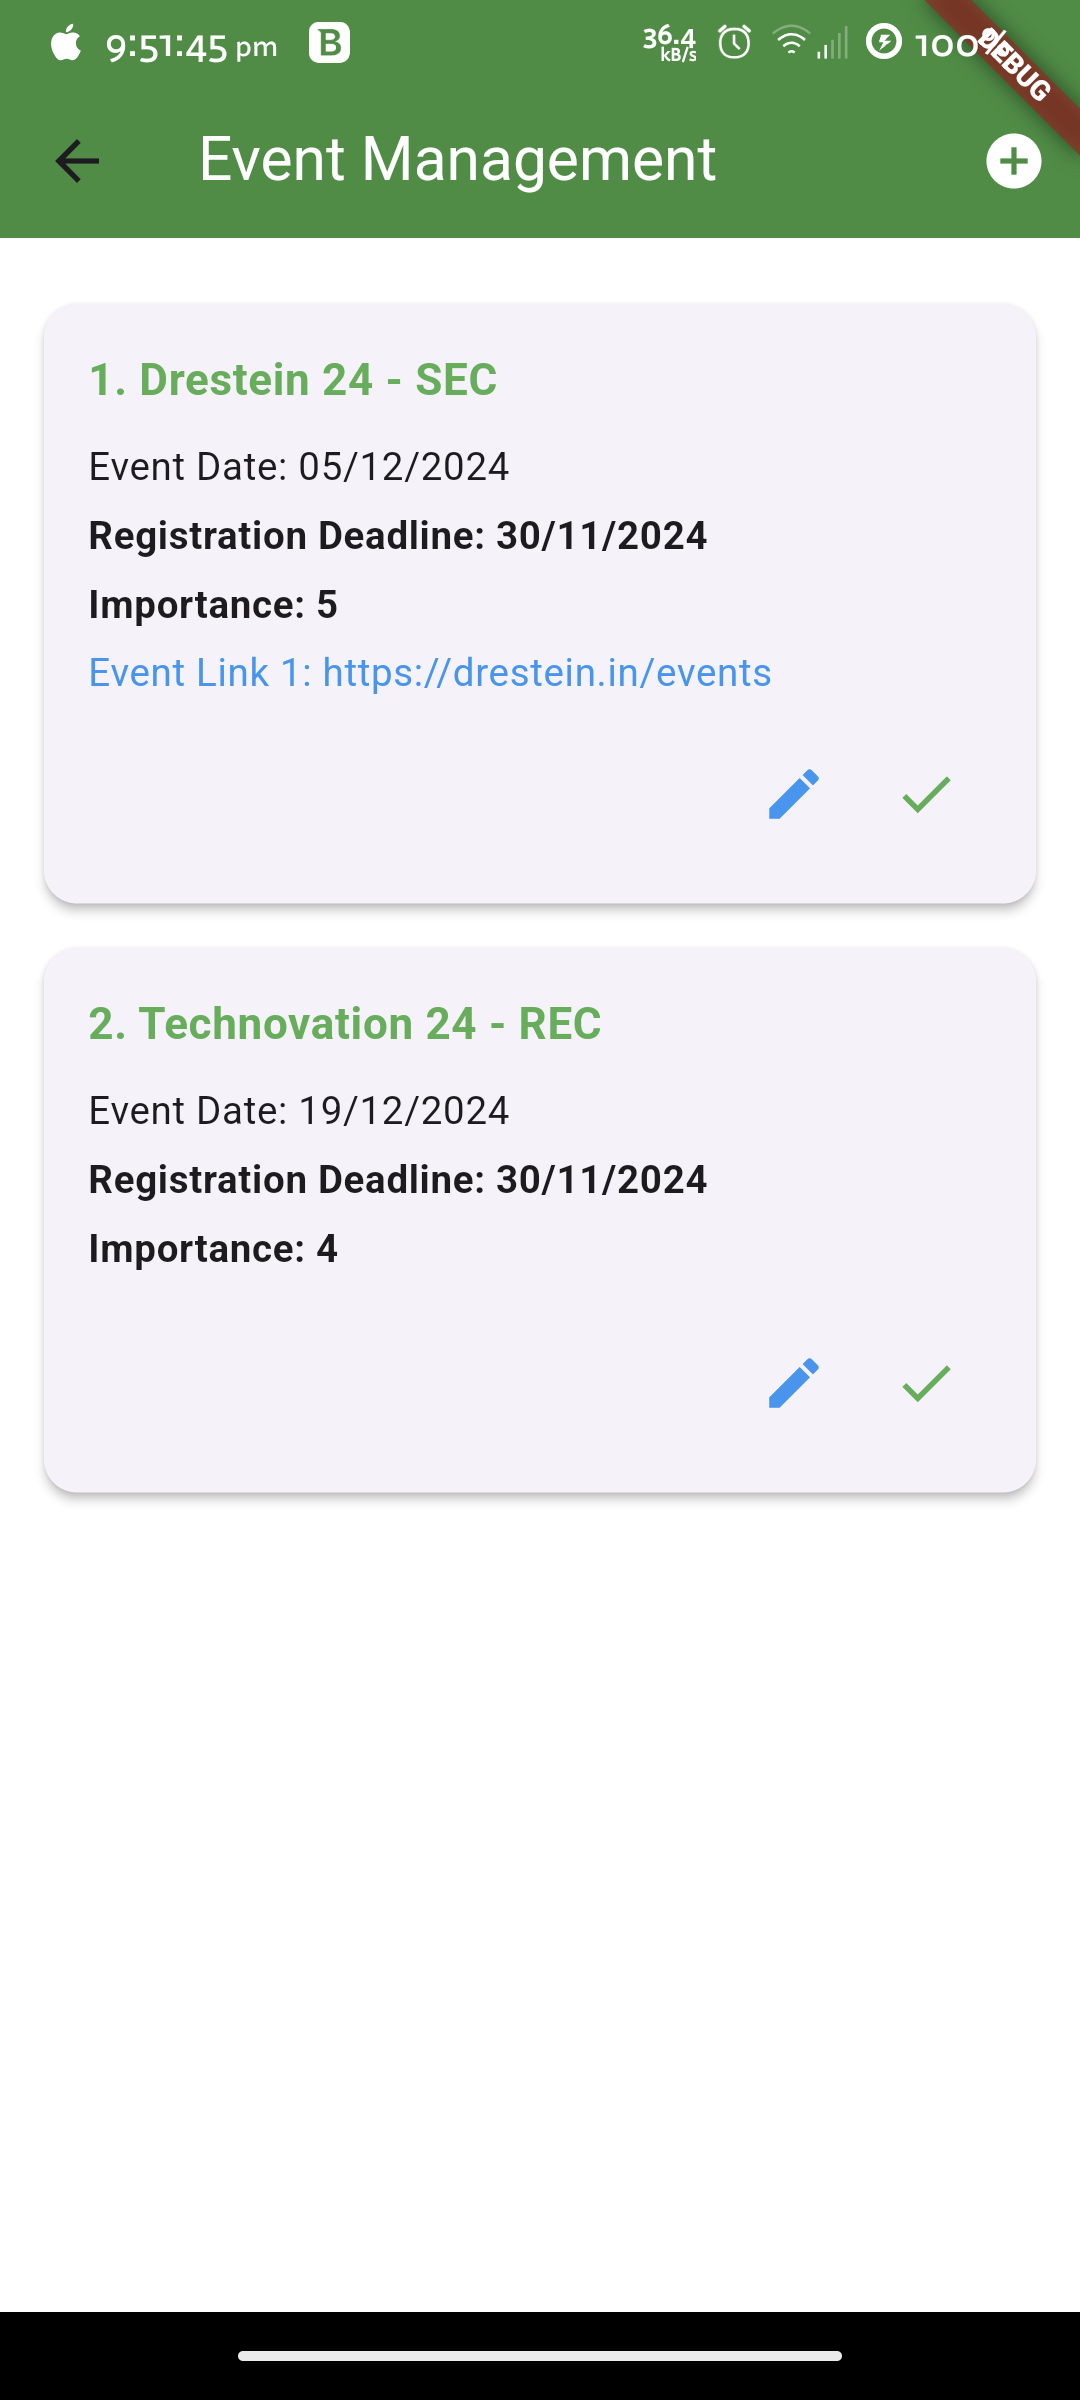 9:51:45 pm B 36.4 kB/s 100% DEBUG
Event Management
1. Drestein 24 - SEC
Event Date: 05/12/2024
Registration Deadline: 30/11/2024
Importance: 5
Event Link 1: https://drestein.in/events
2. Technovation 24 - REC
Event Date: 19/12/2024
Registration Deadline: 30/11/2024
Importance: 4